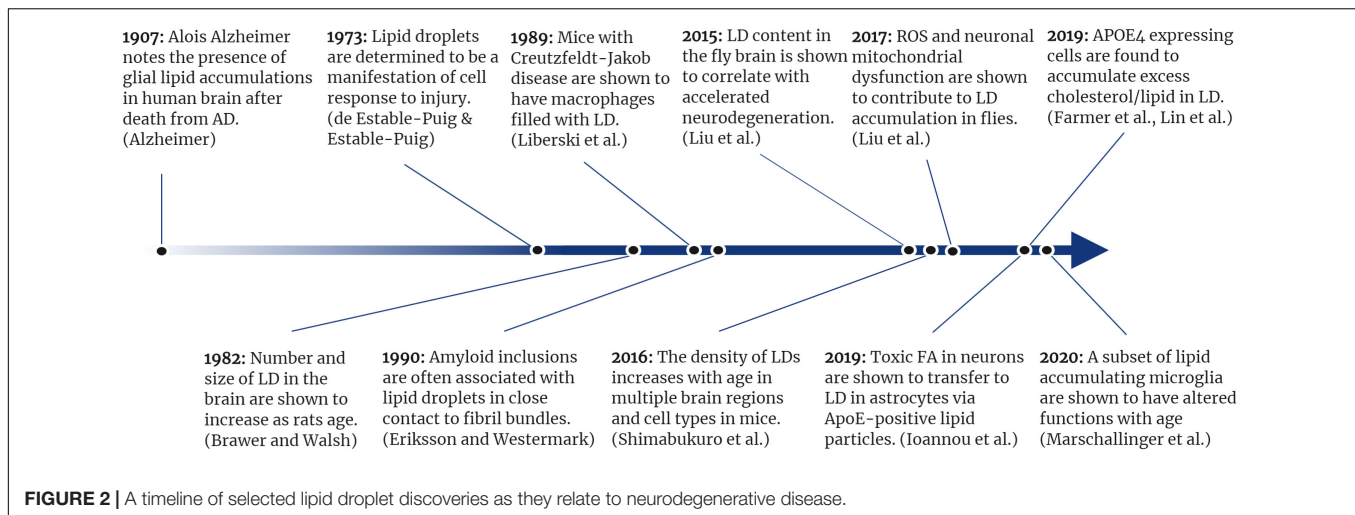 1907: Alois Alzheimer
notes the presence of
glial lipid accumulations
in human brain after
death from AD.
(Alzheimer)
1973: Lipid droplets
are determined to be a
manifestation of cell
response to injury.
(de Estable-Puig &
Estable-Puig)
1989: Mice with
Creutzfeldt-Jakob
disease are shown to
have macrophages
filled with LD.
(Liberski et al.)
2015: LD content in
the fly brain is shown
to correlate with
accelerated
neurodegeneration.
(Liu et al.)
2017: ROS and neuronal
mitochondrial
dysfunction are shown
to contribute to LD
accumulation in flies.
(Liu et al.)
2019: APOE4 expressing
cells are found to
accumulate excess
cholesterol/lipid in LD.
(Farmer et al., Lin et al.)
1982: Number and
size of LD in the
brain are shown to
increase as rats age.
(Brawer and Walsh)
1990: Amyloid inclusions
are often associated with
lipid droplets in close
contact to fibril bundles.
(Eriksson and Westermark)
2016: The density of LDs
increases with age in
multiple brain regions
and cell types in mice.
(Shimabukuro et al.)
2019: Toxic FA in neurons
are shown to transfer to
LD in astrocytes via
ApoE-positive lipid
particles. (Ioannou et al.)
2020: A subset of lipid
accumulating microglia
are shown to have altered
functions with age
(Marschallinger et al.)
FIGURE 2 | A timeline of selected lipid droplet discoveries as they relate to neurodegenerative disease.